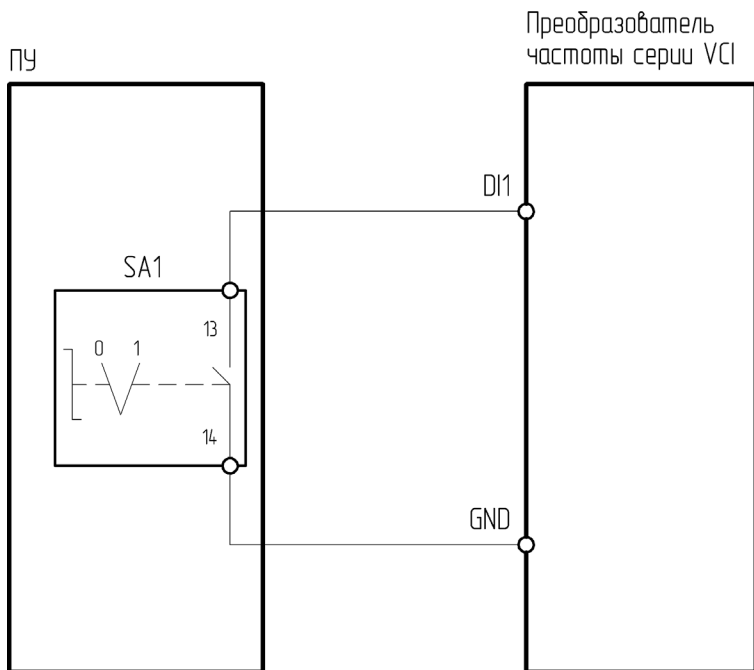 ПУ
Преобразователь
частоты серии VCI
DI1
SA1
13
0 1
14
GND